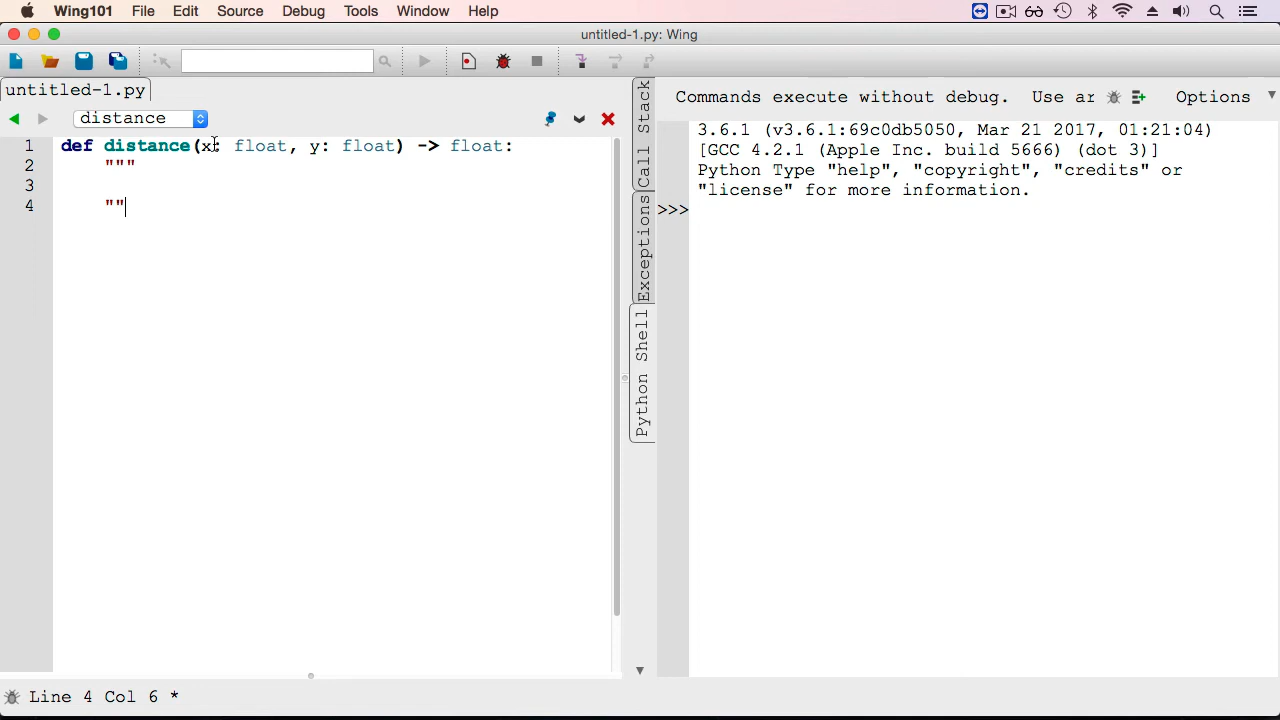 Wing101 File Edit Source Debug Tools Window Help
untitled-1.py: Wing
untitled-1.py
distance
1 def distance(x: float, y: float) -> float:
2 """
3
4 ""
Call Stack
Exceptions
Python Shell
Commands execute without debug. Use ar Options
3.6.1 (v3.6.1:69c0db5050, Mar 21 2017, 01:21:04)
[GCC 4.2.1 (Apple Inc. build 5666) (dot 3)]
Python Type "help", "copyright", "credits" or
"license" for more information.
>>>
Line 4 Col 6 *